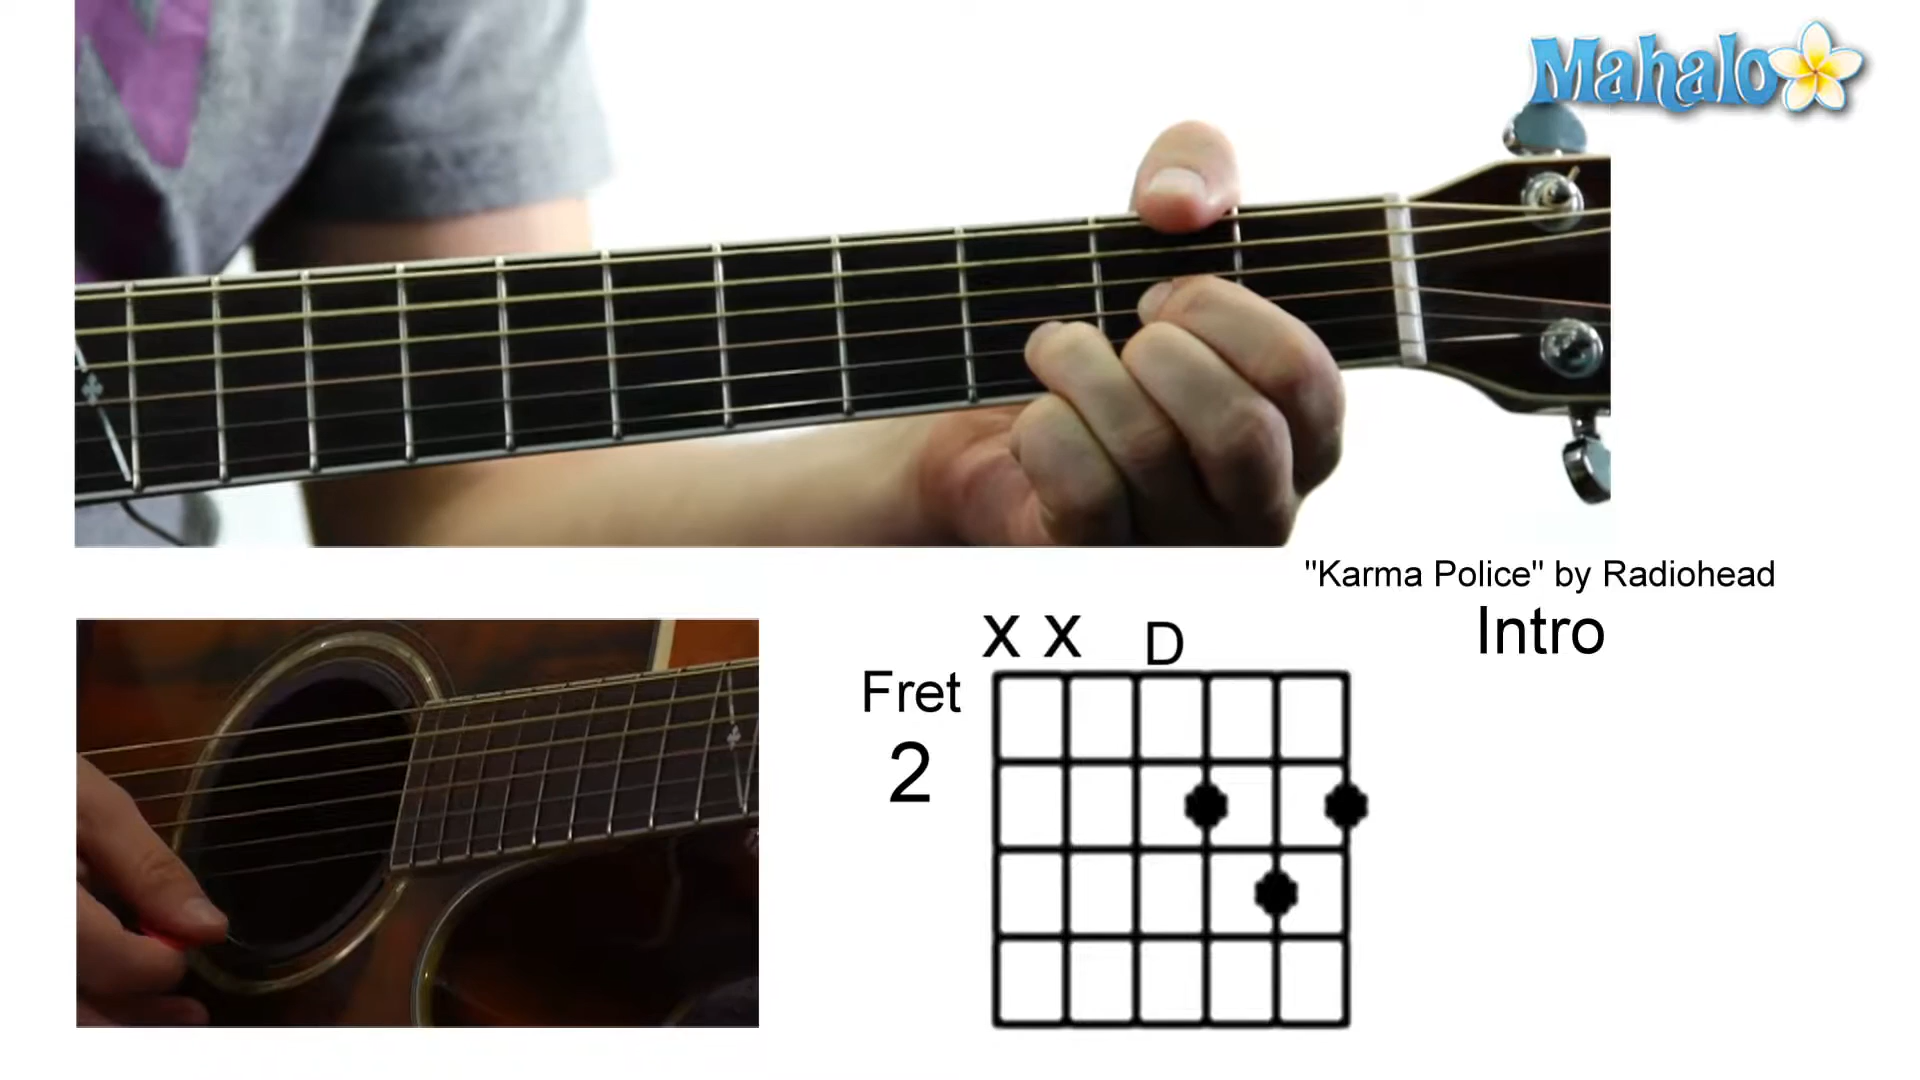 Mahalo
"Karma Police" by Radiohead
Intro
X X D
Fret
2